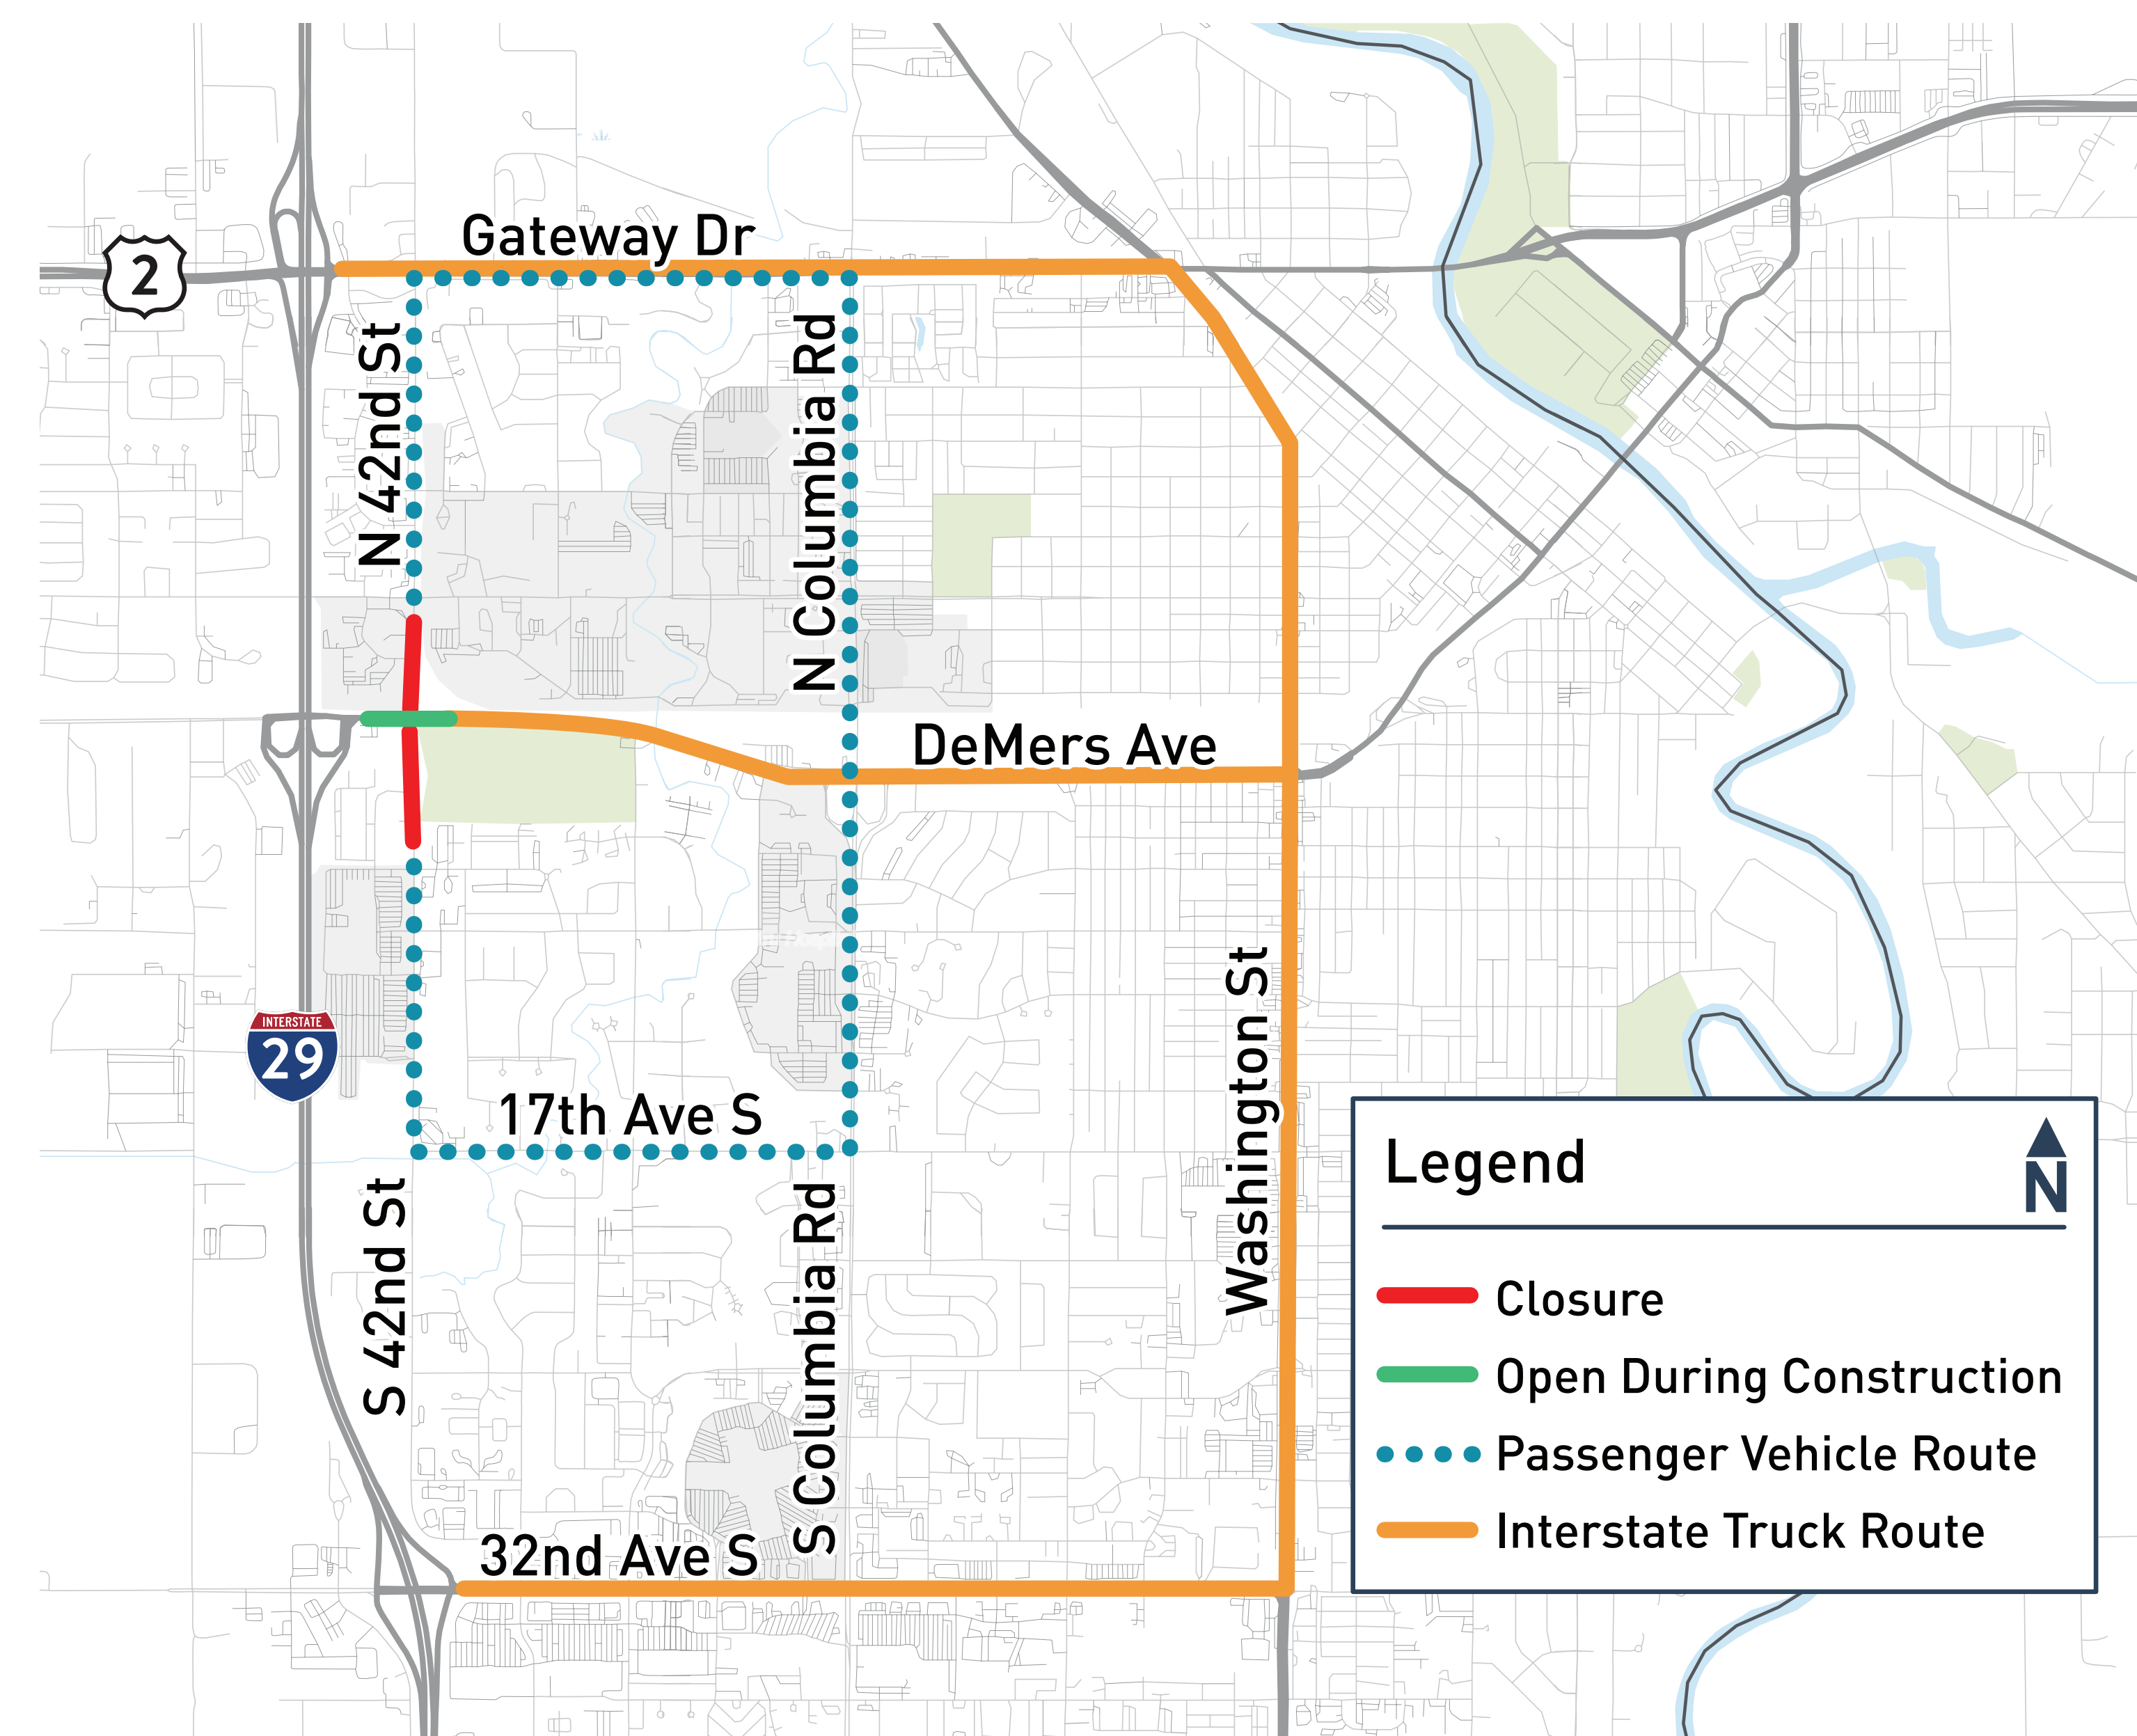 Gateway Dr
2
N 42nd St
N Columbia Rd
DeMers Ave
INTERSTATE
29
17th Ave S
Washington St
S 42nd St
S Columbia Rd
32nd Ave S
Legend
N
Closure
Open During Construction
Passenger Vehicle Route
Interstate Truck Route